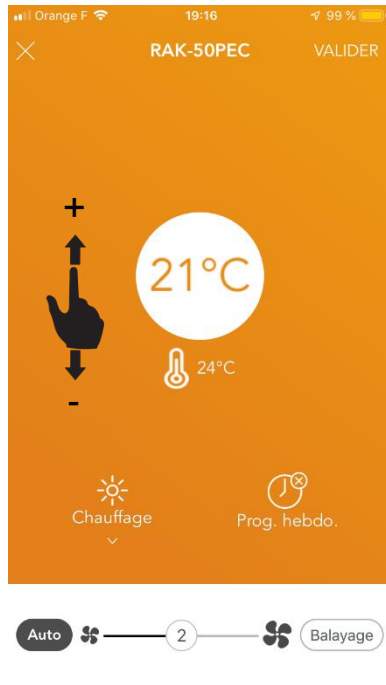 Orange F 19:16 99 %
RAK-50PEC VALIDER
+
21°C
24°C
-
Chauffage Prog. hebdo.
Auto 2 Balayage